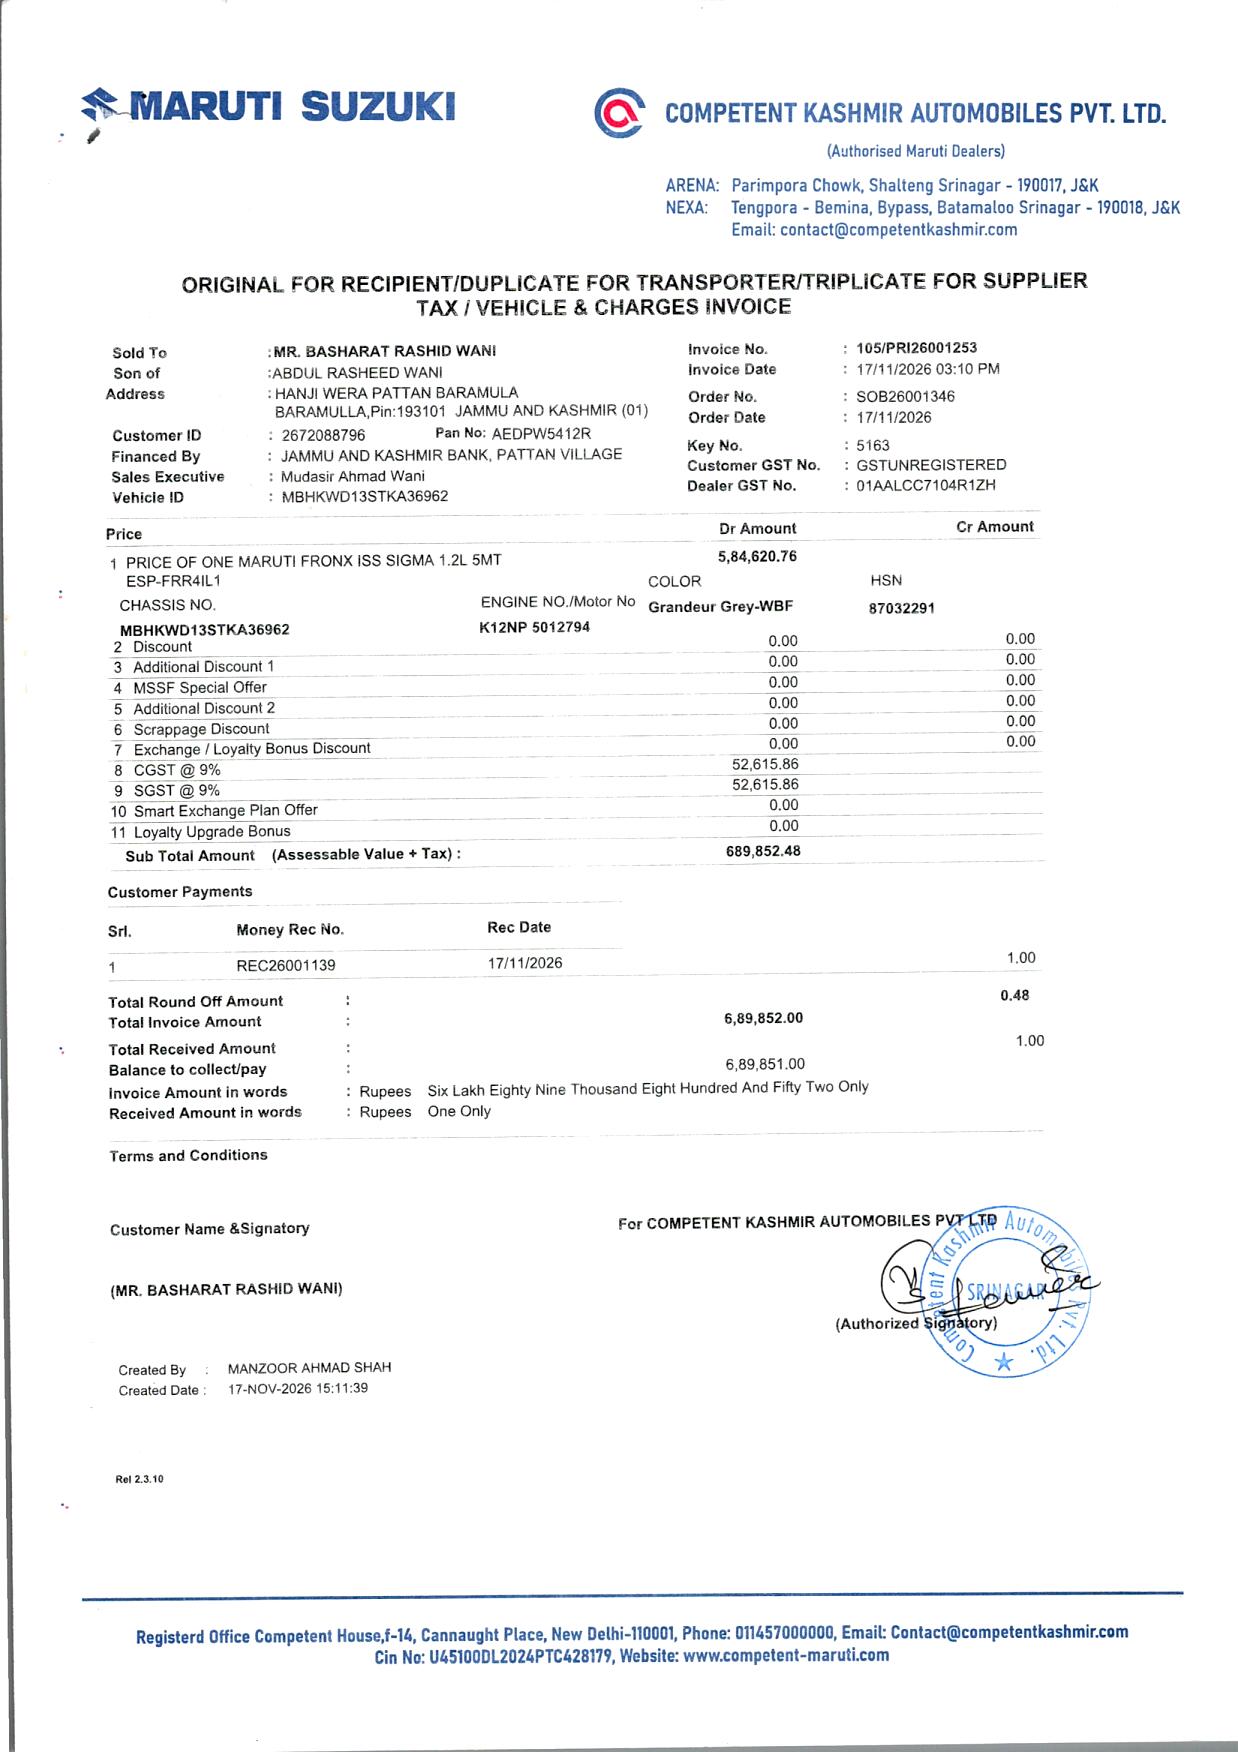 MARUTI SUZUKI
COMPETENT KASHMIR AUTOMOBILES PVT. LTD.
(Authorised Maruti Dealers)
ARENA: Parimpora Chowk, Shalteng Srinagar - 190017, J&K
NEXA: Tengpora - Bemina, Bypass, Batamaloo Srinagar - 190018, J&K
Email: contact@competentkashmir.com
ORIGINAL FOR RECIPIENT/DUPLICATE FOR TRANSPORTER/TRIPLICATE FOR SUPPLIER
TAX / VEHICLE & CHARGES INVOICE
Sold To :MR. BASHARAT RASHID WANI
Son of :ABDUL RASHEED WANI
Address : HANJI WERA PATTAN BARAMULA
BARAMULLA,Pin:193101 JAMMU AND KASHMIR (01)
Customer ID : 2672088796 Pan No: AEDPW5412R
Financed By : JAMMU AND KASHMIR BANK, PATTAN VILLAGE
Sales Executive : Mudasir Ahmad Wani
Vehicle ID : MBHKWD13STKA36962
Invoice No. : 105/PRI26001253
Invoice Date : 17/11/2026 03:10 PM
Order No. : SOB26001346
Order Date : 17/11/2026
Key No. : 5163
Customer GST No. : GSTUNREGISTERED
Dealer GST No. : 01AALCC7104R1ZH
Price Dr Amount Cr Amount
1 PRICE OF ONE MARUTI FRONX ISS SIGMA 1.2L 5MT 5,84,620.76
ESP-FRR4IL1 COLOR HSN
CHASSIS NO. ENGINE NO./Motor No Grandeur Grey-WBF 87032291
MBHKWD13STKA36962 K12NP 5012794
2 Discount 0.00 0.00
3 Additional Discount 1 0.00 0.00
4 MSSF Special Offer 0.00 0.00
5 Additional Discount 2 0.00 0.00
6 Scrappage Discount 0.00 0.00
7 Exchange / Loyalty Bonus Discount 0.00 0.00
8 CGST @ 9% 52,615.86
9 SGST @ 9% 52,615.86
10 Smart Exchange Plan Offer 0.00
11 Loyalty Upgrade Bonus 0.00
Sub Total Amount (Assessable Value + Tax) : 689,852.48
Customer Payments
Srl. Money Rec No. Rec Date
1 REC26001139 17/11/2026 1.00
Total Round Off Amount : 0.48
Total Invoice Amount : 6,89,852.00
Total Received Amount : 1.00
Balance to collect/pay : 6,89,851.00
Invoice Amount in words : Rupees Six Lakh Eighty Nine Thousand Eight Hundred And Fifty Two Only
Received Amount in words : Rupees One Only
Terms and Conditions
Customer Name &Signatory
For COMPETENT KASHMIR AUTOMOBILES PVT LTD
Competent Kashmir Automobiles Pvt. Ltd.
SRINAGAR
(MR. BASHARAT RASHID WANI)
(Authorized Signatory)
Created By : MANZOOR AHMAD SHAH
Created Date : 17-NOV-2026 15:11:39
Rel 2.3.10
Registerd Office Competent House,f-14, Cannaught Place, New Delhi-110001, Phone: 011457000000, Email: Contact@competentkashmir.com
Cin No: U45100DL2024PTC428179, Website: www.competent-maruti.com